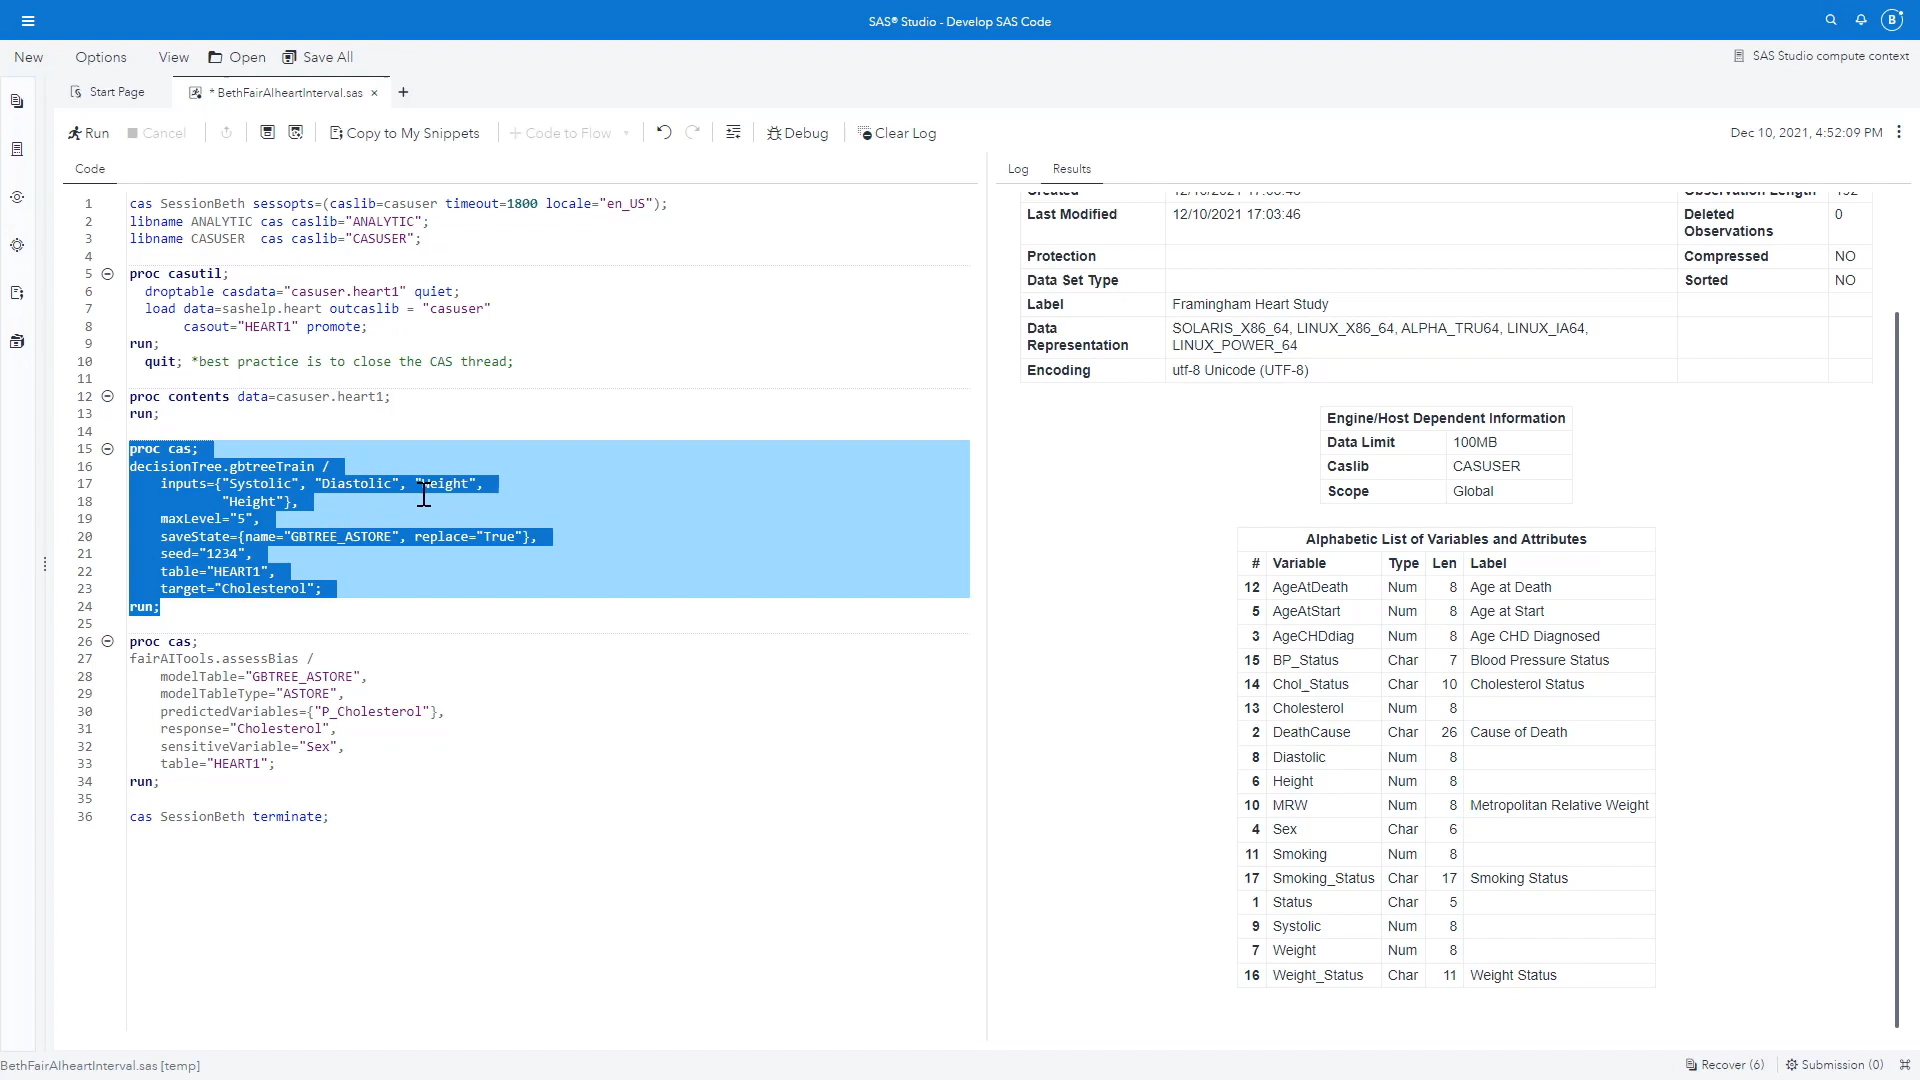 SAS® Studio - Develop SAS Code
B
New Options View Open Save All
SAS Studio compute context
Start Page
* BethFairAIheartInterval.sas × +
Run Cancel Copy to My Snippets + Code to Flow Debug Clear Log
Dec 10, 2021, 4:52:09 PM
Code
1 cas SessionBeth sessopts=(caslib=casuser timeout=1800 locale="en_US");
2 libname ANALYTIC cas caslib="ANALYTIC";
3 libname CASUSER cas caslib="CASUSER";
4
5 proc casutil;
6 droptable casdata="casuser.heart1" quiet;
7 load data=sashelp.heart outcaslib = "casuser"
8 casout="HEART1" promote;
9 run;
10 quit; *best practice is to close the CAS thread;
11
12 proc contents data=casuser.heart1;
13 run;
14
15 proc cas;
16 decisionTree.gbtreeTrain /
17 inputs={"Systolic", "Diastolic", "Weight",
18 "Height"},
19 maxLevel="5",
20 saveState={name="GBTREE_ASTORE", replace="True"},
21 seed="1234",
22 table="HEART1",
23 target="Cholesterol";
24 run;
25
26 proc cas;
27 fairAITools.assessBias /
28 modelTable="GBTREE_ASTORE",
29 modelTableType="ASTORE",
30 predictedVariables={"P_Cholesterol"},
31 response="Cholesterol",
32 sensitiveVariable="Sex",
33 table="HEART1";
34 run;
35
36 cas SessionBeth terminate;
Log Results
Created 12/10/2021 17:03:46 Observation Length 152
Last Modified 12/10/2021 17:03:46 Deleted 0
Observations
Protection Compressed NO
Data Set Type Sorted NO
Label Framingham Heart Study
Data SOLARIS_X86_64, LINUX_X86_64, ALPHA_TRU64, LINUX_IA64,
Representation LINUX_POWER_64
Encoding utf-8 Unicode (UTF-8)
Engine/Host Dependent Information
Data Limit 100MB
Caslib CASUSER
Scope Global
Alphabetic List of Variables and Attributes
# Variable Type Len Label
12 AgeAtDeath Num 8 Age at Death
5 AgeAtStart Num 8 Age at Start
3 AgeCHDdiag Num 8 Age CHD Diagnosed
15 BP_Status Char 7 Blood Pressure Status
14 Chol_Status Char 10 Cholesterol Status
13 Cholesterol Num 8
2 DeathCause Char 26 Cause of Death
8 Diastolic Num 8
6 Height Num 8
10 MRW Num 8 Metropolitan Relative Weight
4 Sex Char 6
11 Smoking Num 8
17 Smoking_Status Char 17 Smoking Status
1 Status Char 5
9 Systolic Num 8
7 Weight Num 8
16 Weight_Status Char 11 Weight Status
BethFairAIheartInterval.sas [temp]
Recover (6) Submission (0)